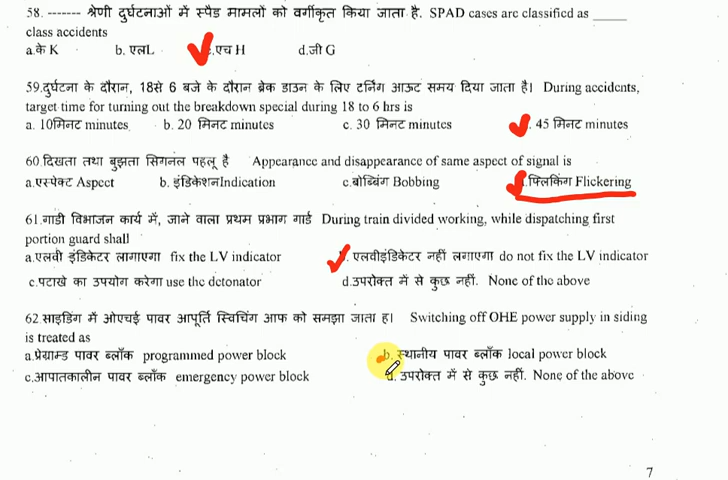 58. ------- श्रेणी दुर्घटनाओं में स्पैड मामलों को वर्गीकृत किया जाता है. SPAD cases are classified as _____
class accidents
a.के K b. एलL c.एच H d.जी G
59.दुर्घटना के दौरान, 18से 6 बजे के दौरान ब्रेक डाउन के लिए टर्निंग आऊट समय दिया जाता है। During accidents,
target time for turning out the breakdown special during 18 to 6 hrs is
a. 10मिनट minutes b. 20 मिनट minutes c. 30 मिनट minutes . 45 मिनट minutes
60.दिखता तथा बुझता सिगनल पहलू है Appearance and disappearance of same aspect of signal is
a.एस्पेक्ट Aspect b. इंडिकेशनIndication c.बोब्बिंग Bobbing .फ्लिकिंग Flickering
61.गाडी विभाजन कार्य में, जाने वाला प्रथम प्रभाग गार्ड During train divided working, while dispatching first
portion guard shall
a.एलवी इंडिकेटर लागाएगा fix the LV indicator . एलवीइंडिकेटर नहीं लगाएगा do not fix the LV indicator
c.पटाखे का उपयोग करेगा use the detonator d.उपरोक्त में से कुछ नहीं. None of the above
62.साइडिंग में ओएचई पावर आपूर्ति स्विचिंग आफ को समझा जाता ह। Switching off OHE power supply in siding
is treated as
a.प्रेग्राम्ड पावर ब्लॉक programmed power block b. स्थानीय पावर ब्लॉक local power block
c.आपातकालीन पावर ब्लॉक emergency power block d. उपरोक्त में से कुछ नहीं. None of the above
7